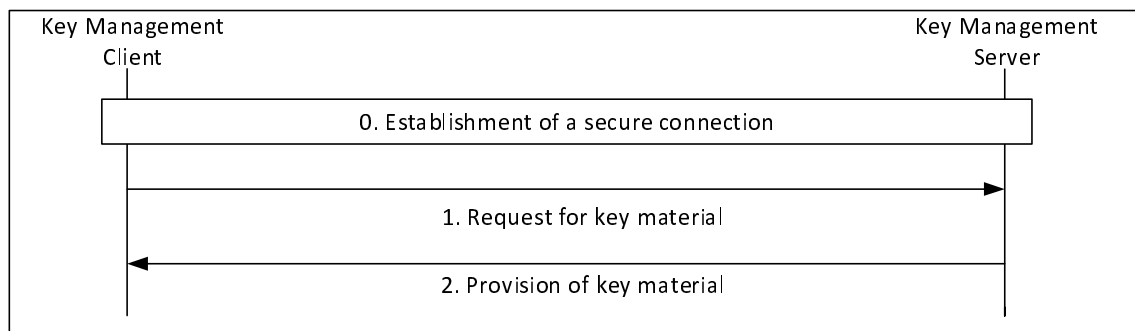 Key Management
Client
Key Management
Server
0. Establishment of a secure connection
1. Request for key material
2. Provision of key material